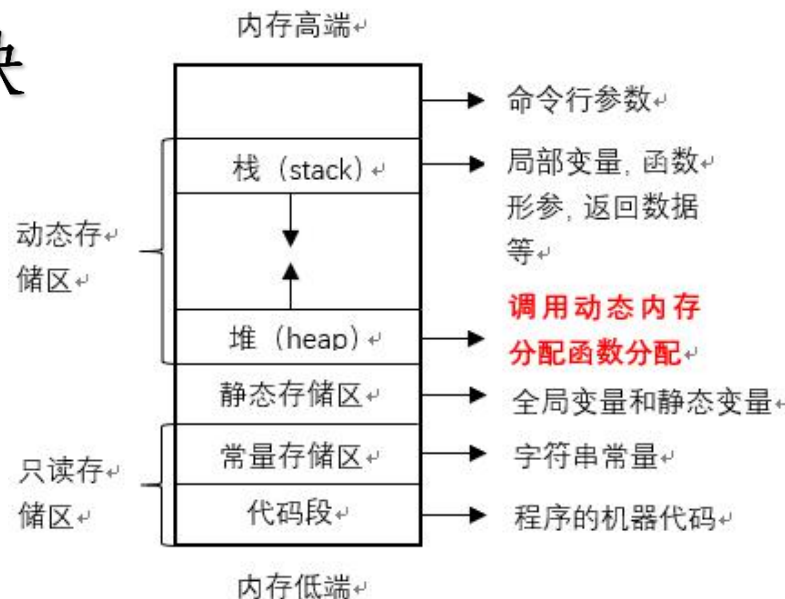 内存高端
块
命令行参数
栈（stack）
局部变量, 函数
形参, 返回数据
等
动态存
储区
堆（heap）
调用动态内存
分配函数分配
静态存储区
全局变量和静态变量
只读存
储区
常量存储区
字符串常量
代码段
程序的机器代码
内存低端